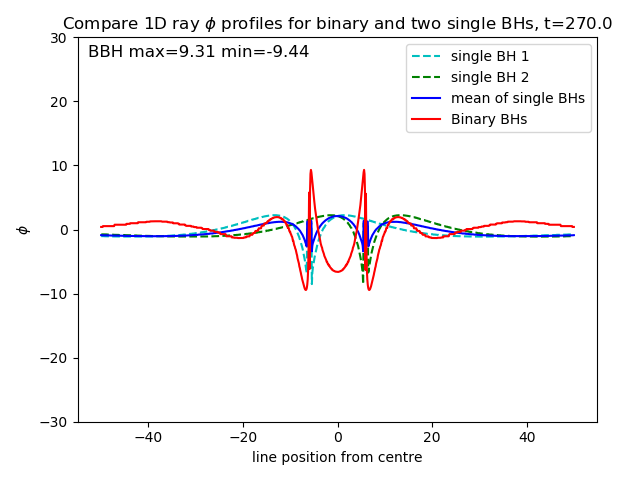 Compare 1D ray ϕ profiles for binary and two single BHs, t=270.0
BBH max=9.31 min=-9.44
single BH 1
single BH 2
mean of single BHs
Binary BHs
30
20
10
0
−10
−20
−30
ϕ
−40
−20
0
20
40
line position from centre